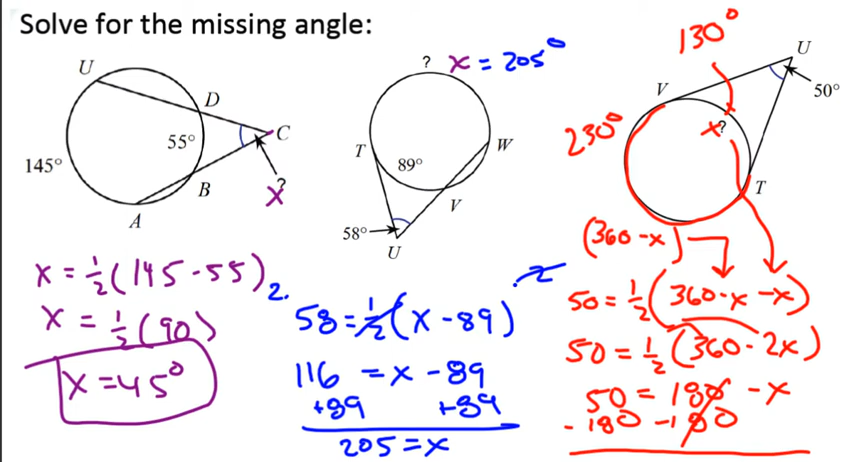 Solve for the missing angle:
U
D
55°
C
145°
B
A
x?
x = ½(145-55)
x = ½(90)
x = 45°
? x = 205°
T
89°
W
V
58°
U
2.
.2
58 = ½(x - 89)
116 = x - 89
+89 +89
205 = x
130°
U
50°
V
230°
x?
T
(360-x)
50 = ½(360-x-x)
50 = ½(360-2x)
50 = 180 - x
-180 -180